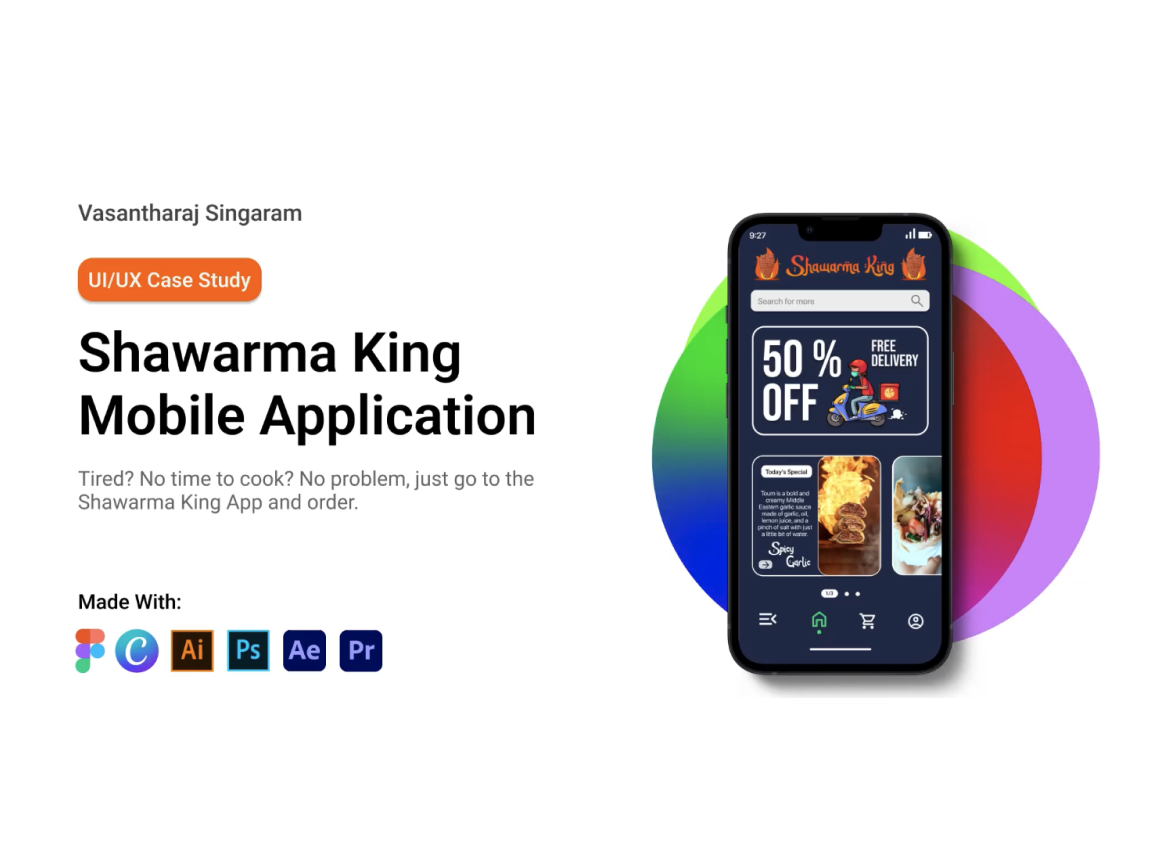 Vasantharaj Singaram
UI/UX Case Study
Shawarma King
Mobile Application
Tired? No time to cook? No problem, just go to the
Shawarma King App and order.
Made With:
C
Ai
Ps
Ae
Pr
9:27
Shawarma King
Search for more
50 %
OFF
FREE
DELIVERY
Today's Special
Toum is a bold and
creamy Middle
Eastern garlic sauce
made of garlic, oil,
lemon juice, and a
pinch of salt with just
a little bit of water.
Spicy
Garlic
1/3